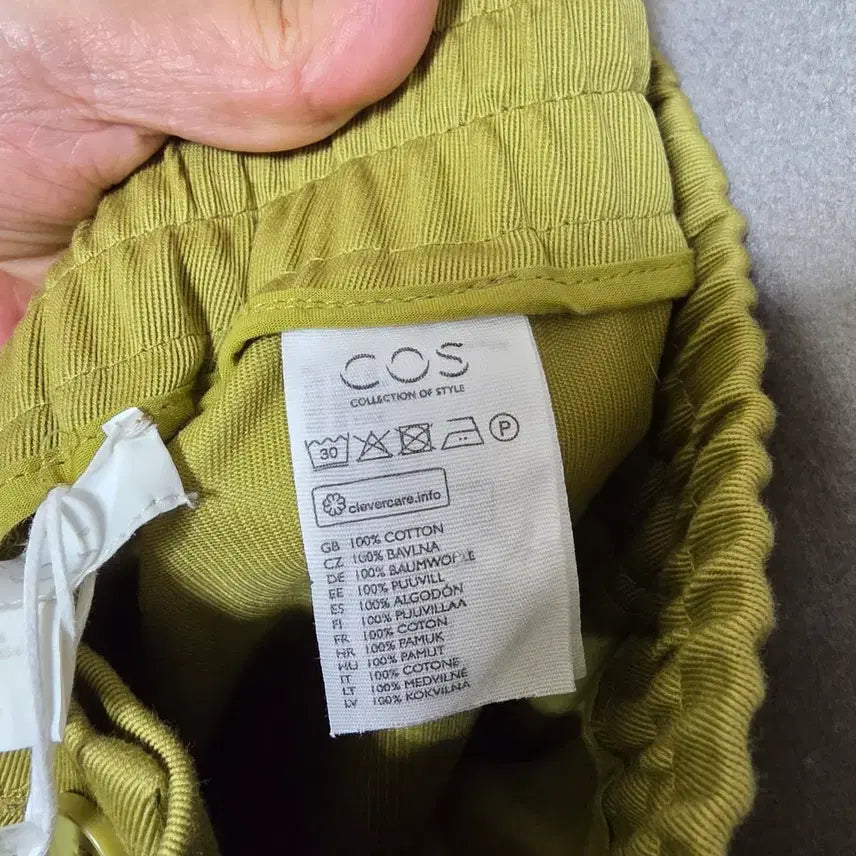 COS
COLLECTION OF STYLE
30 P
clevercare.info
GB 100% COTTON
CZ 100% BAVLNA
DE 100% BAUMWOLLE
EE 100% PUUVILL
ES 100% ALGODÓN
FI 100% PUUVILLAA
FR 100% COTON
HR 100% PAMUK
HU 100% PAMUT
IT 100% COTONE
LT 100% MEDVILNĖ
LV 100% KOKVILNA